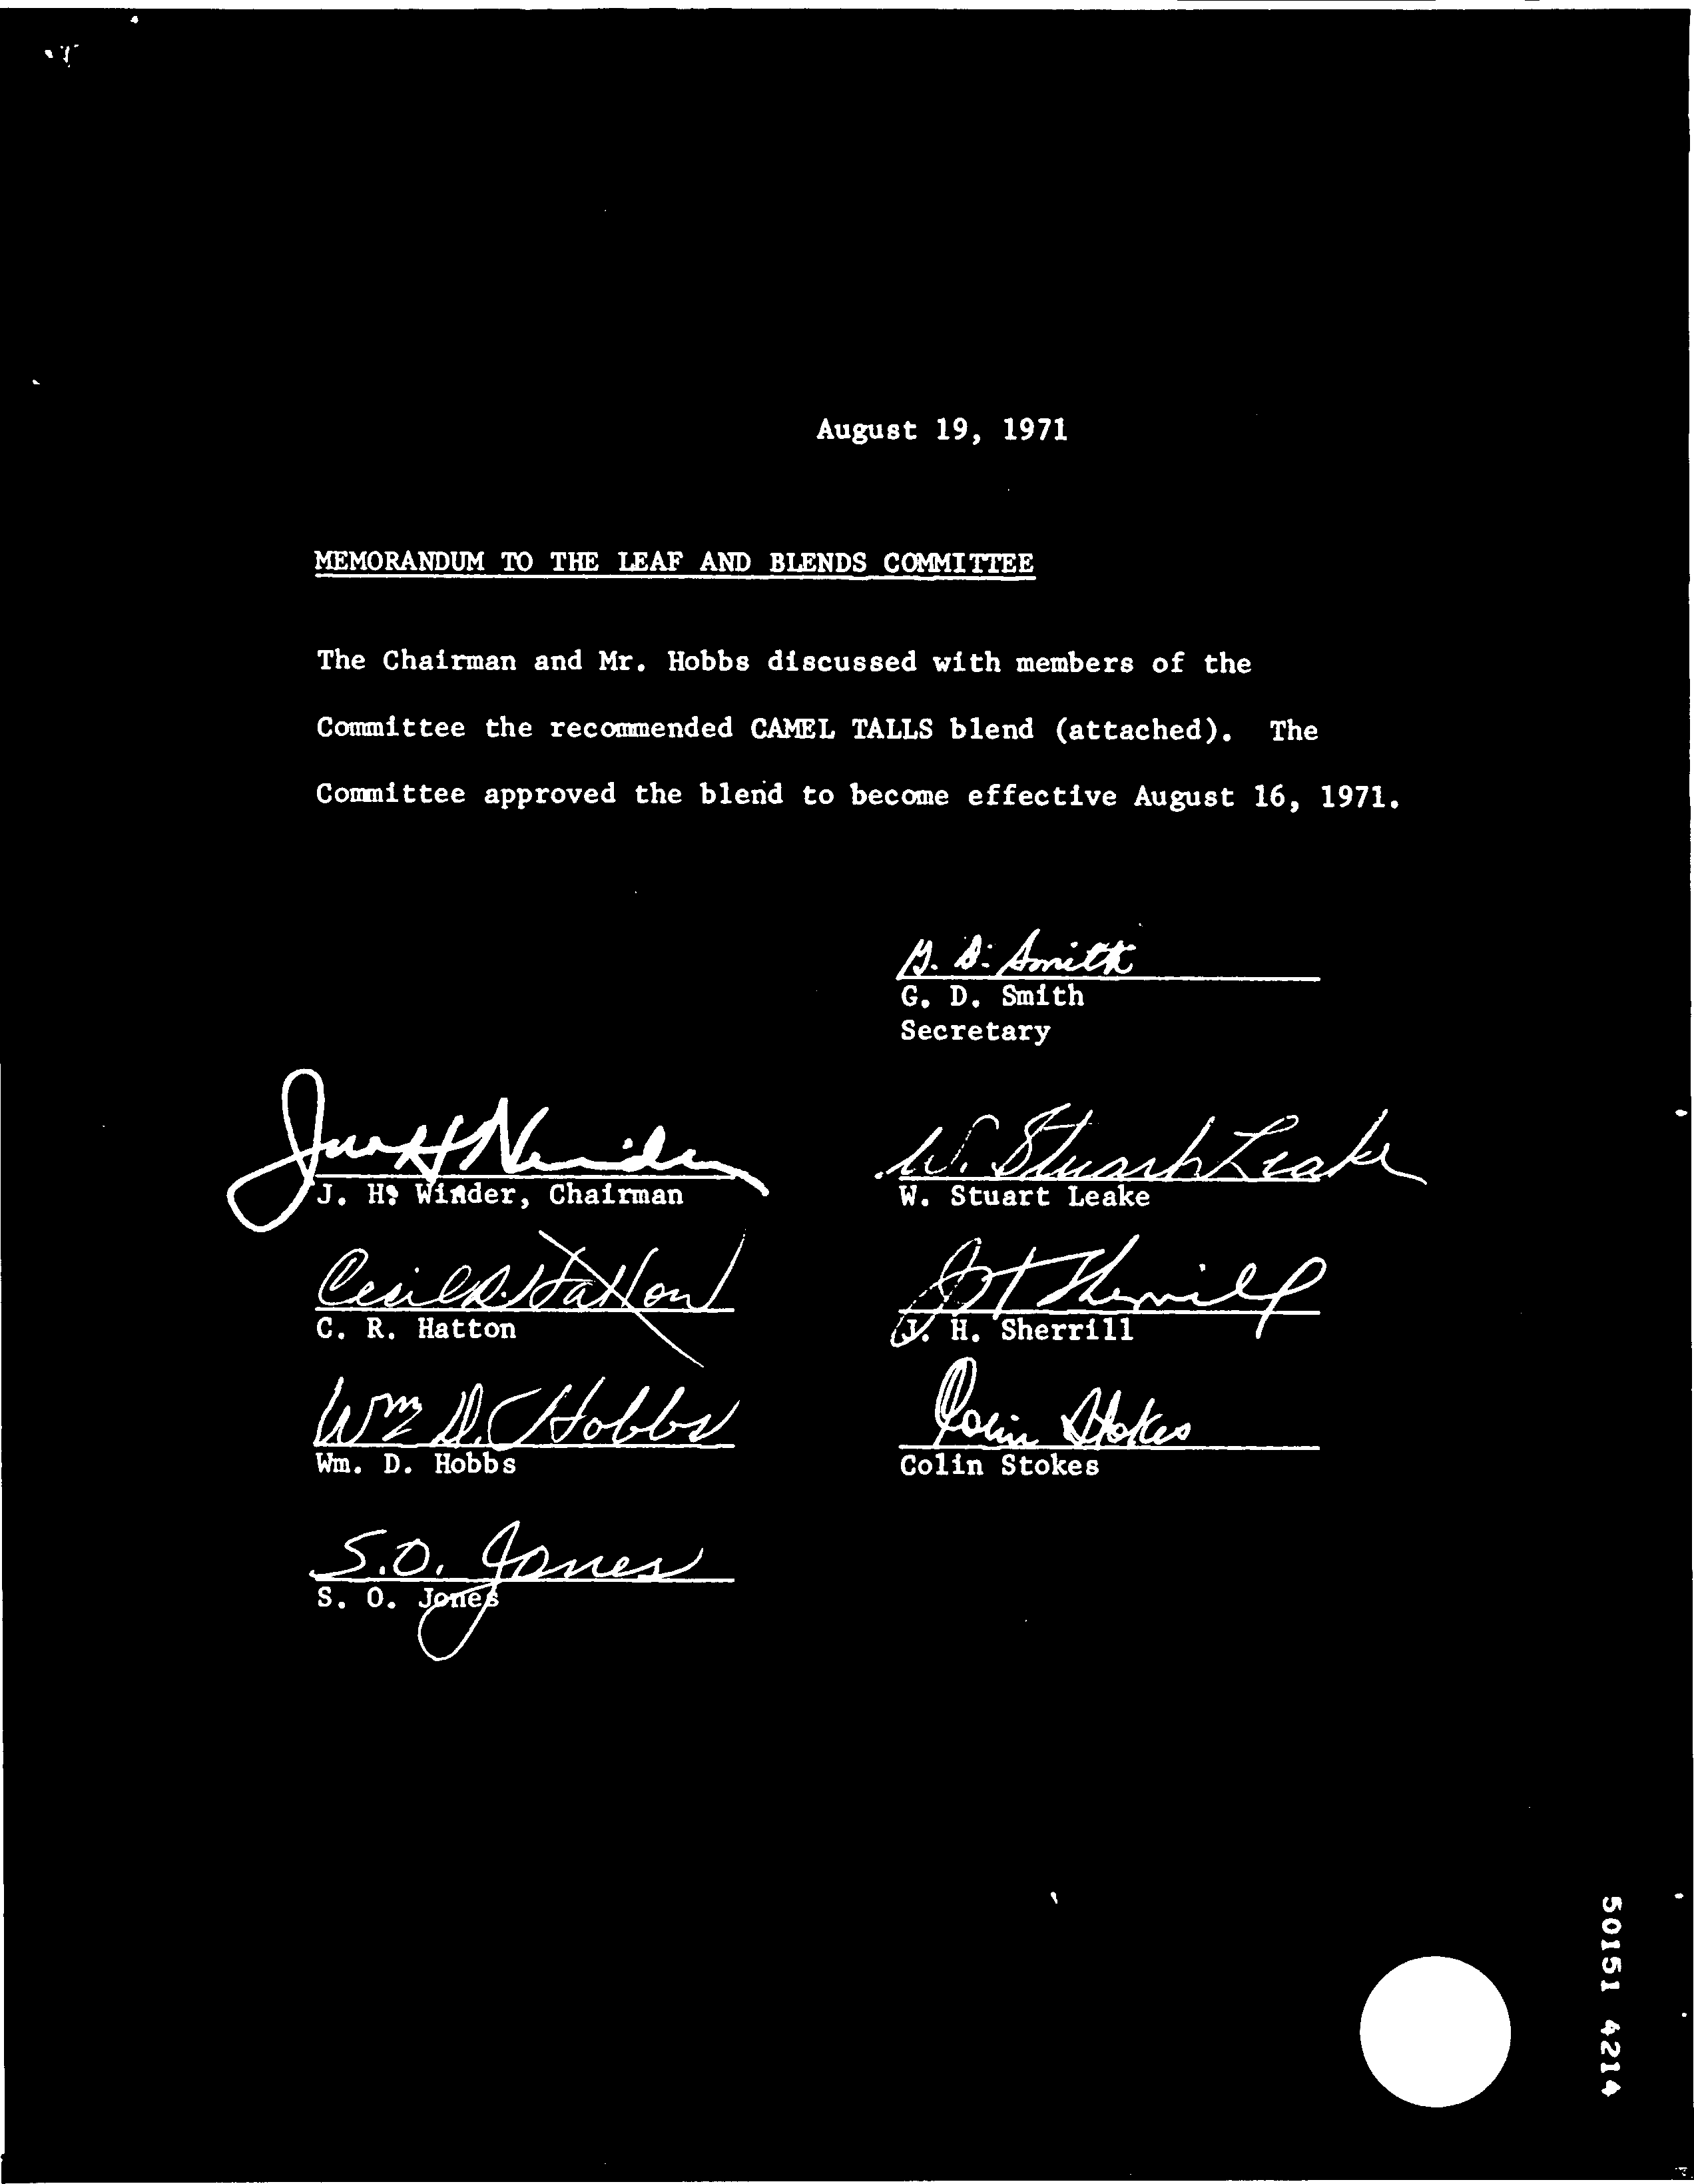 August 19, 1971
MEMORANDUM TO THE LEAF AND BLENDS COMMITTEE
The Chairman and Mr. Hobbs discussed with members of the
Committee the recommended CAMEL TALLS blend (attached). The
Committee approved the blend to become effective August 16, 1971.
G. D. Smith
G. D. Smith
Secretary
J. H. Winder, Chairman
W. Stuart Leake
W. Stuart Leake
Cecil R. Hatton
C. R. Hatton
J H Sherrill
J. H. Sherrill
Wm D. Hobbs
Wm. D. Hobbs
Colin Stokes
Colin Stokes
S.O. Jones
S. O. Jones
50151 4214